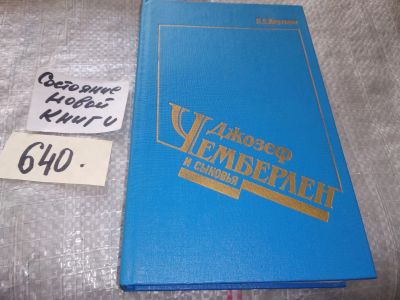 Состояние
Новой
Книги
640.
Джозеф
Чемберлен
и сыновья